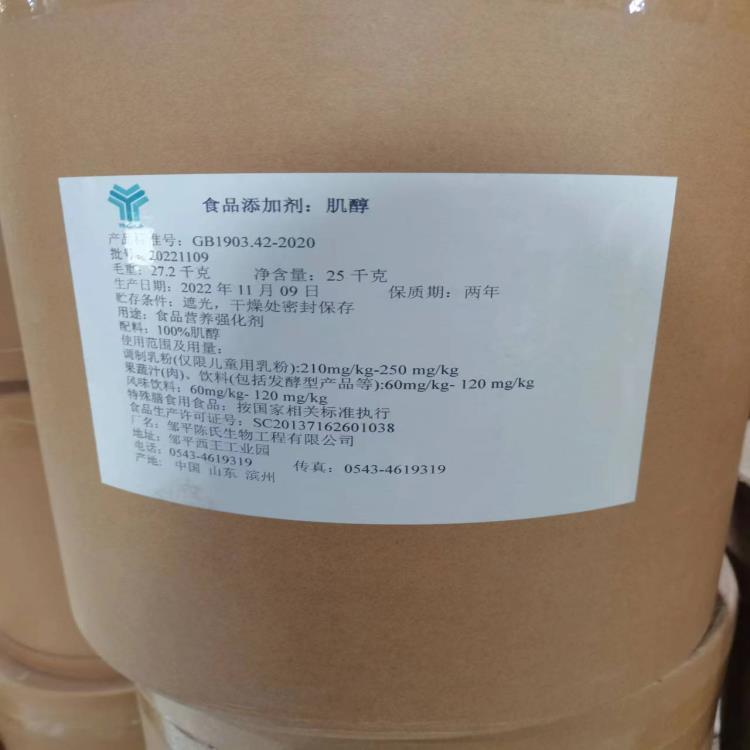 食品添加剂：肌醇
产品标准号：GB1903.42-2020
批号：20221109
毛重：27.2 千克 净含量：25 千克
生产日期：2022 年 11 月 09 日 保质期：两年
贮存条件：遮光，干燥处密封保存
用途：食品营养强化剂
配料：100%肌醇
使用范围及用量：
调制乳粉(仅限儿童用乳粉):210mg/kg-250 mg/kg
果蔬汁(肉)、饮料(包括发酵型产品等):60mg/kg- 120 mg/kg
风味饮料：60mg/kg- 120 mg/kg
特殊膳食用食品：按国家相关标准执行
食品生产许可证号：SC20137162601038
厂名：邹平陈氏生物工程有限公司
地址：邹平西王工业园
电话：0543-4619319 传真：0543-4619319
产地：中国 山东 滨州